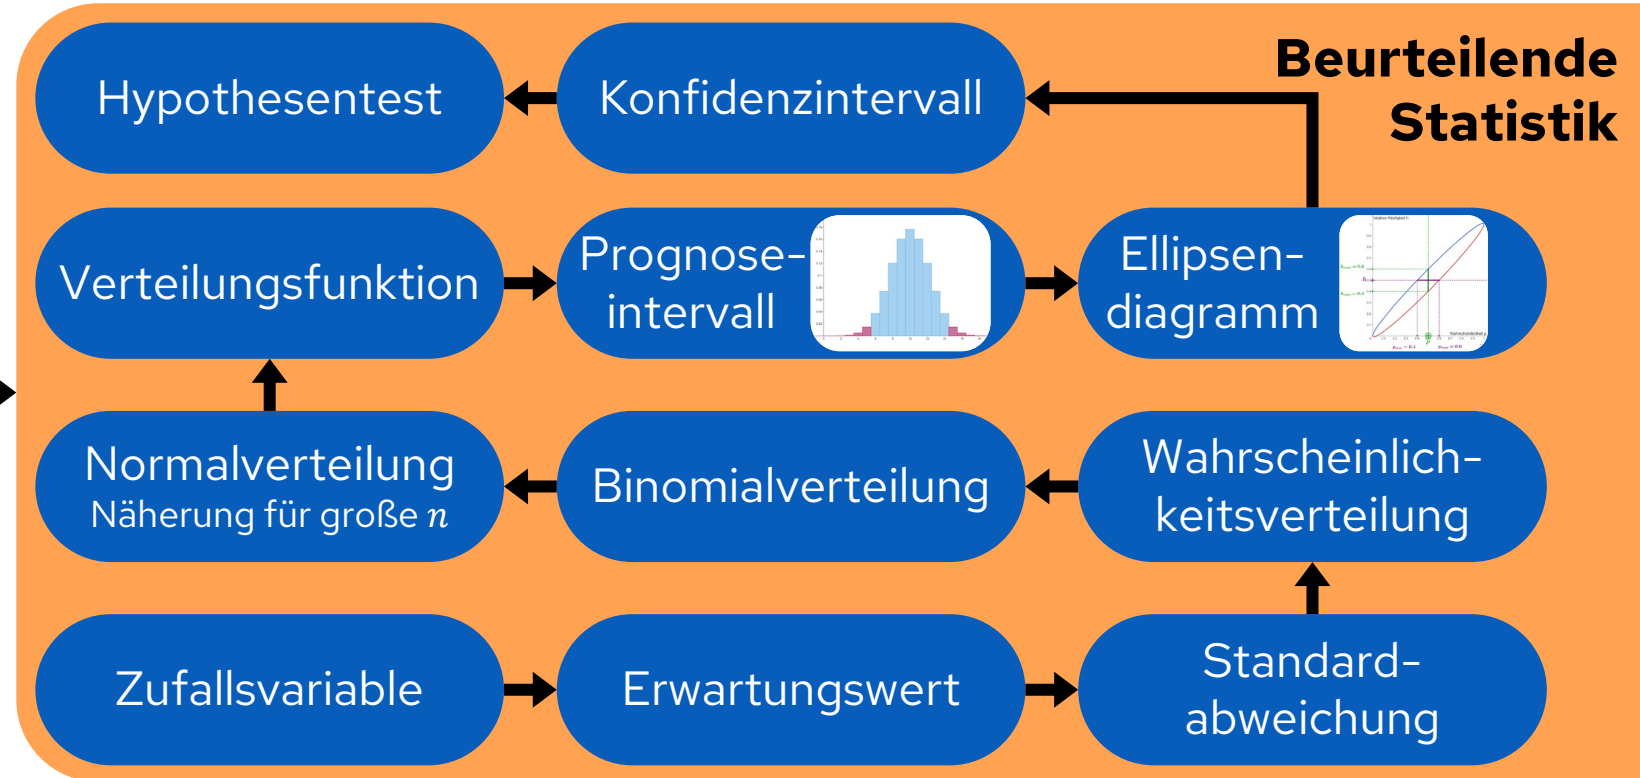 Beurteilende
Statistik
Hypothesentest
Konfidenzintervall
Verteilungsfunktion
Prognose-
intervall
Ellipsen-
diagramm
Normalverteilung
Näherung für große n
Binomialverteilung
Wahrscheinlich-
keitsverteilung
Zufallsvariable
Erwartungswert
Standard-
abweichung